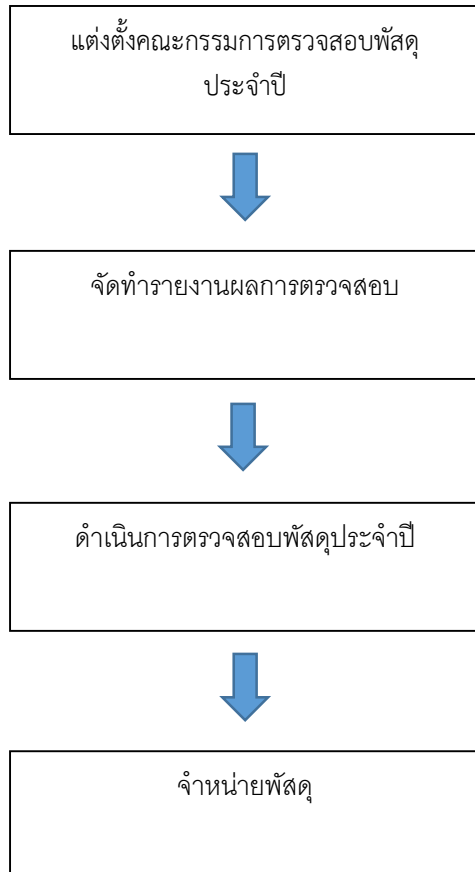 แต่งตั้งคณะกรรมการตรวจสอบพัสดุ
ประจำปี
จัดทำรายงานผลการตรวจสอบ
ดำเนินการตรวจสอบพัสดุประจำปี
จำหน่ายพัสดุ